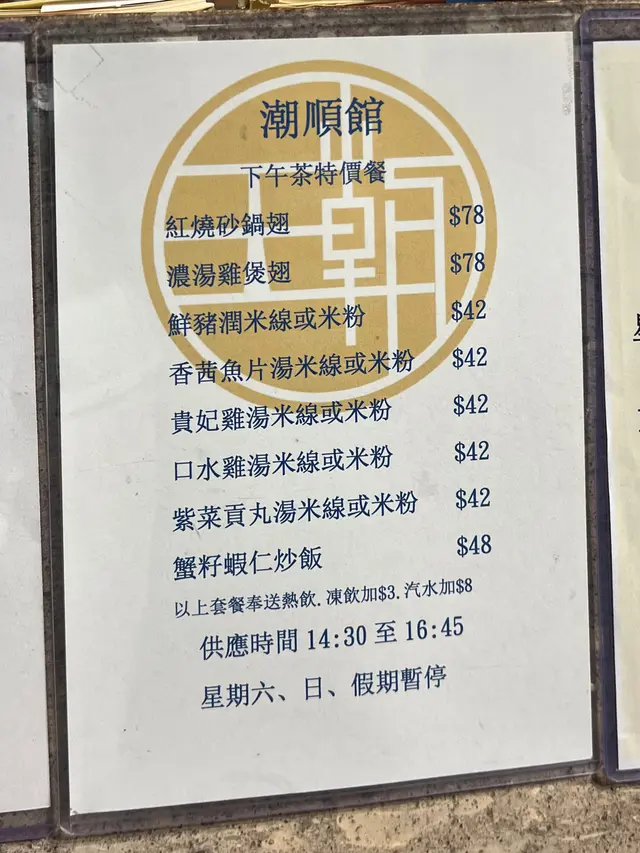 潮順館
下午茶特價餐
紅燒砂鍋翅 $78
濃湯雞煲翅 $78
鮮豬潤米線或米粉 $42
香茜魚片湯米線或米粉 $42
貴妃雞湯米線或米粉 $42
口水雞湯米線或米粉 $42
紫菜貢丸湯米線或米粉 $42
蟹籽蝦仁炒飯 $48
以上套餐奉送熱飲.凍飲加$3.汽水加$8
供應時間 14:30 至 16:45
星期六、日、假期暫停